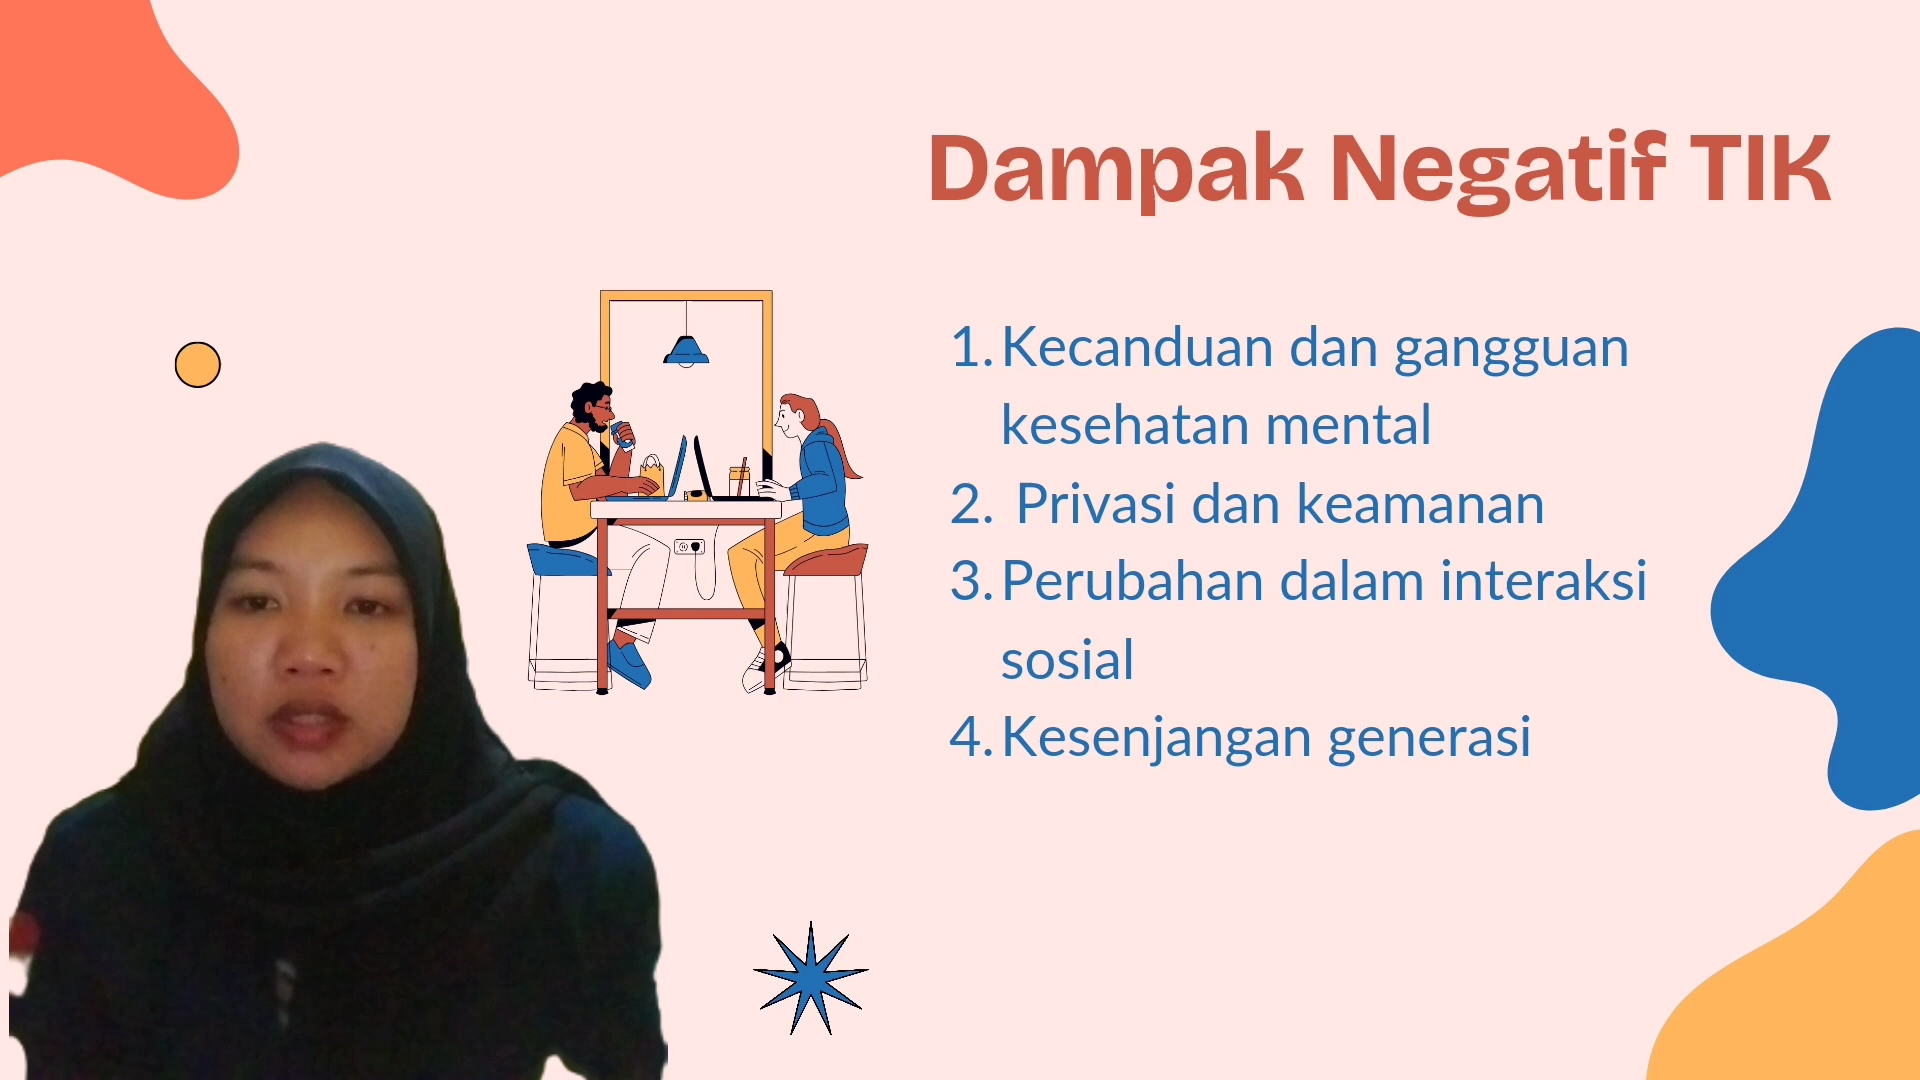 Dampak Negatif TIK
1. Kecanduan dan gangguan
kesehatan mental
2. Privasi dan keamanan
3. Perubahan dalam interaksi
sosial
4. Kesenjangan generasi